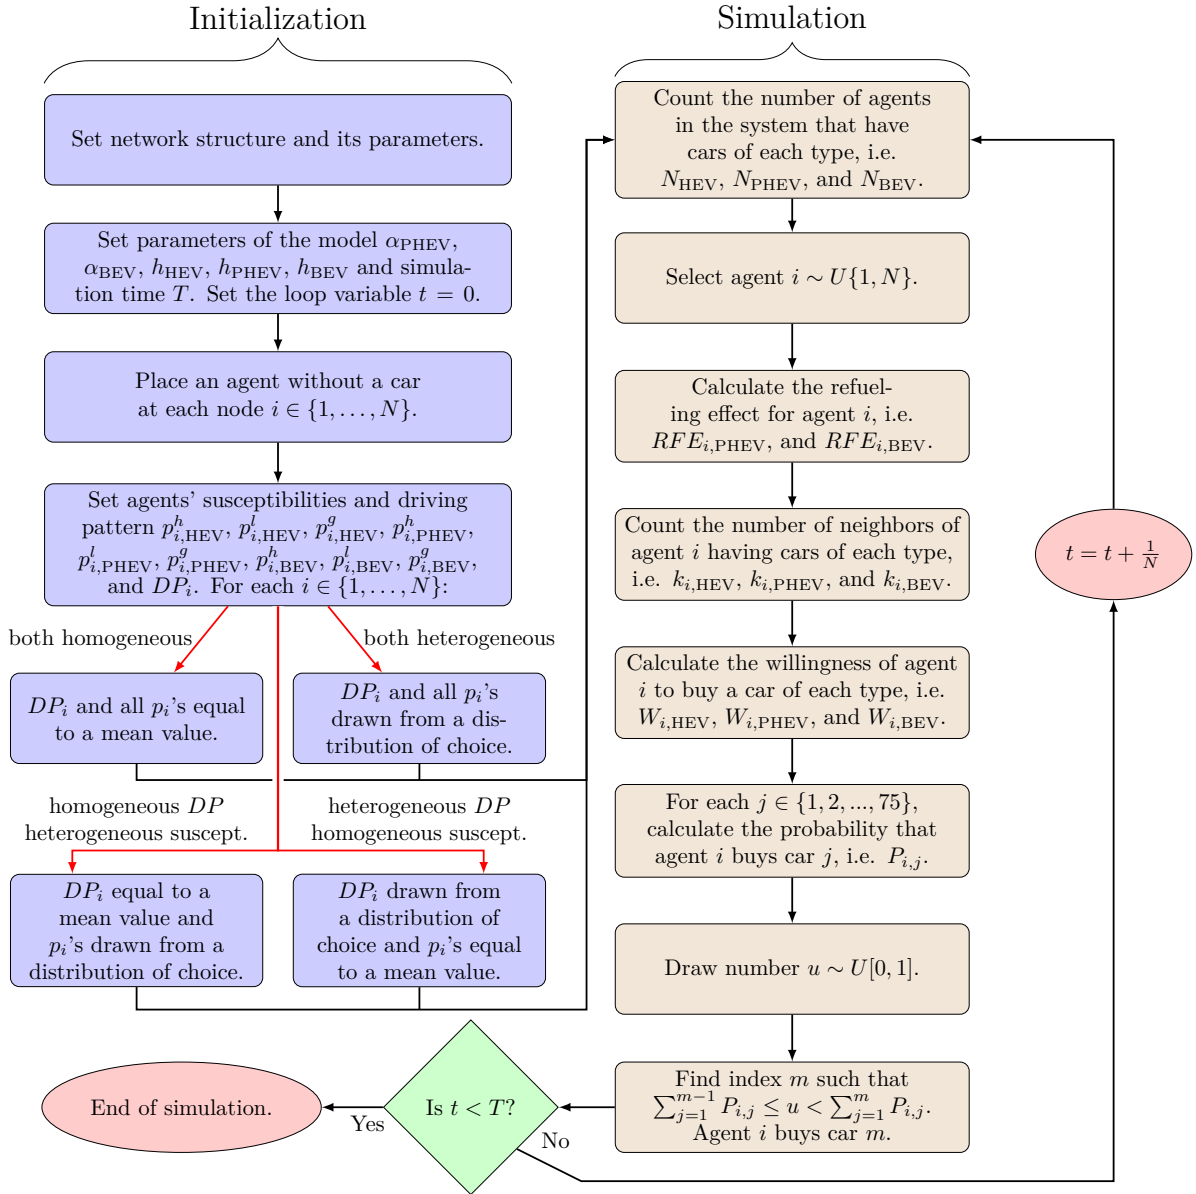 Initialization
Set network structure and its parameters.
Set parameters of the model α_PHEV,
α_BEV, h_HEV, h_PHEV, h_BEV and simula-
tion time T. Set the loop variable t = 0.
Place an agent without a car
at each node i ∈ {1, . . . , N}.
Set agents' susceptibilities and driving
pattern p^h_{i,HEV}, p^l_{i,HEV}, p^g_{i,HEV}, p^h_{i,PHEV},
p^l_{i,PHEV}, p^g_{i,PHEV}, p^h_{i,BEV}, p^l_{i,BEV}, p^g_{i,BEV},
and DP_i. For each i ∈ {1, . . . , N}:
both homogeneous
both heterogeneous
DP_i and all p_i's equal
to a mean value.
DP_i and all p_i's
drawn from a dis-
tribution of choice.
homogeneous DP
heterogeneous suscept.
heterogeneous DP
homogeneous suscept.
DP_i equal to a
mean value and
p_i's drawn from a
distribution of choice.
DP_i drawn from
a distribution of
choice and p_i's equal
to a mean value.
Simulation
Count the number of agents
in the system that have
cars of each type, i.e.
N_HEV, N_PHEV, and N_BEV.
Select agent i ∼ U{1, N}.
Calculate the refuel-
ing effect for agent i, i.e.
RFE_{i,PHEV}, and RFE_{i,BEV}.
Count the number of neighbors of
agent i having cars of each type,
i.e. k_{i,HEV}, k_{i,PHEV}, and k_{i,BEV}.
Calculate the willingness of agent
i to buy a car of each type, i.e.
W_{i,HEV}, W_{i,PHEV}, and W_{i,BEV}.
For each j ∈ {1, 2, ..., 75},
calculate the probability that
agent i buys car j, i.e. P_{i,j}.
Draw number u ∼ U[0, 1].
Find index m such that
∑_{j=1}^{m−1} P_{i,j} ≤ u < ∑_{j=1}^{m} P_{i,j}.
Agent i buys car m.
Is t < T?
Yes
No
End of simulation.
t = t + 1/N